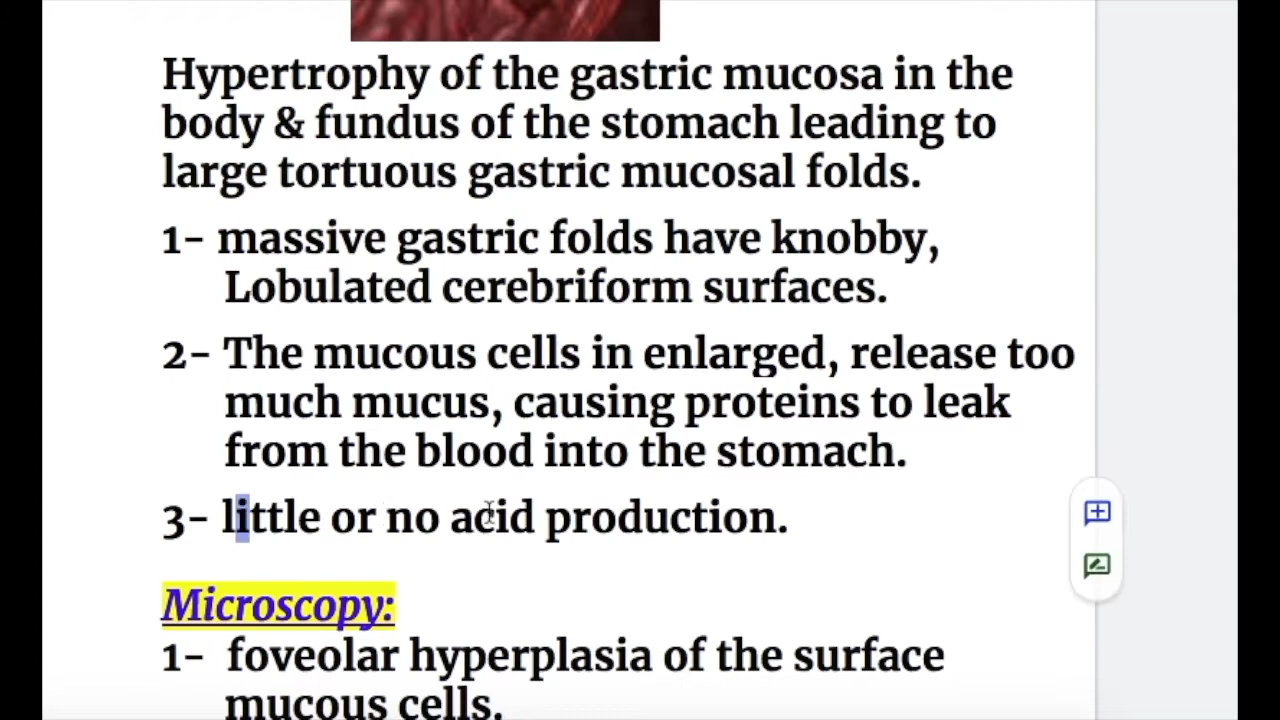 Hypertrophy of the gastric mucosa in the
body & fundus of the stomach leading to
large tortuous gastric mucosal folds.
1- massive gastric folds have knobby,
Lobulated cerebriform surfaces.
2- The mucous cells in enlarged, release too
much mucus, causing proteins to leak
from the blood into the stomach.
3- little or no acid production.
Microscopy:
1- foveolar hyperplasia of the surface
mucous cells.